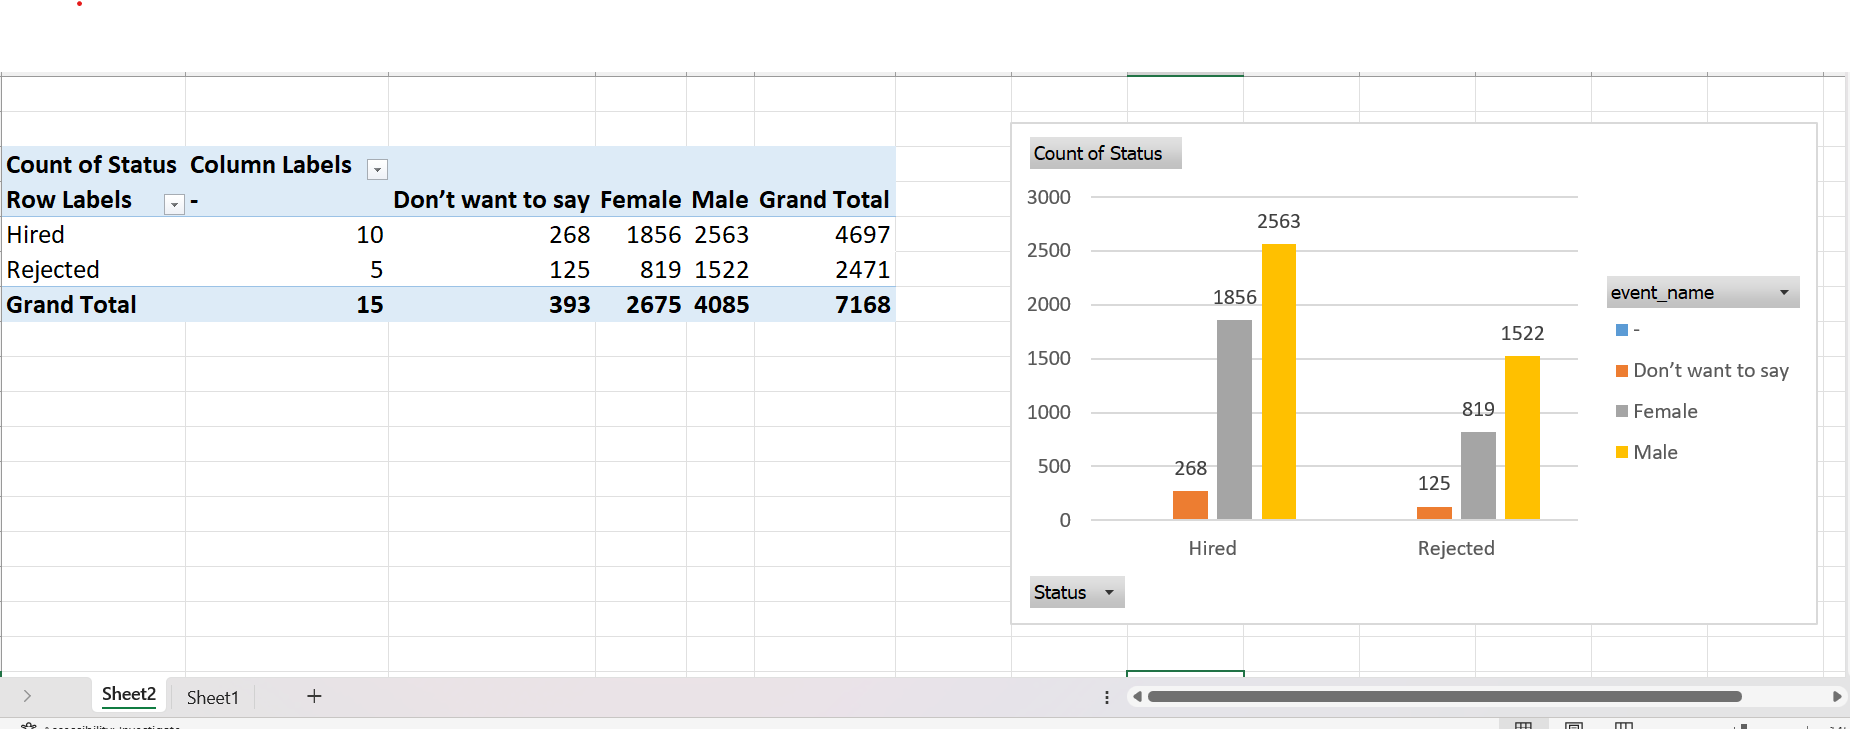 Count of Status Column Labels
Row Labels - Don’t want to say Female Male Grand Total
Hired 10 268 1856 2563 4697
Rejected 5 125 819 1522 2471
Grand Total 15 393 2675 4085 7168
Count of Status
3000
2500
2000
1500
1000
500
0
268
1856
2563
125
819
1522
Hired
Rejected
Status
event_name
-
Don’t want to say
Female
Male
Sheet2 Sheet1